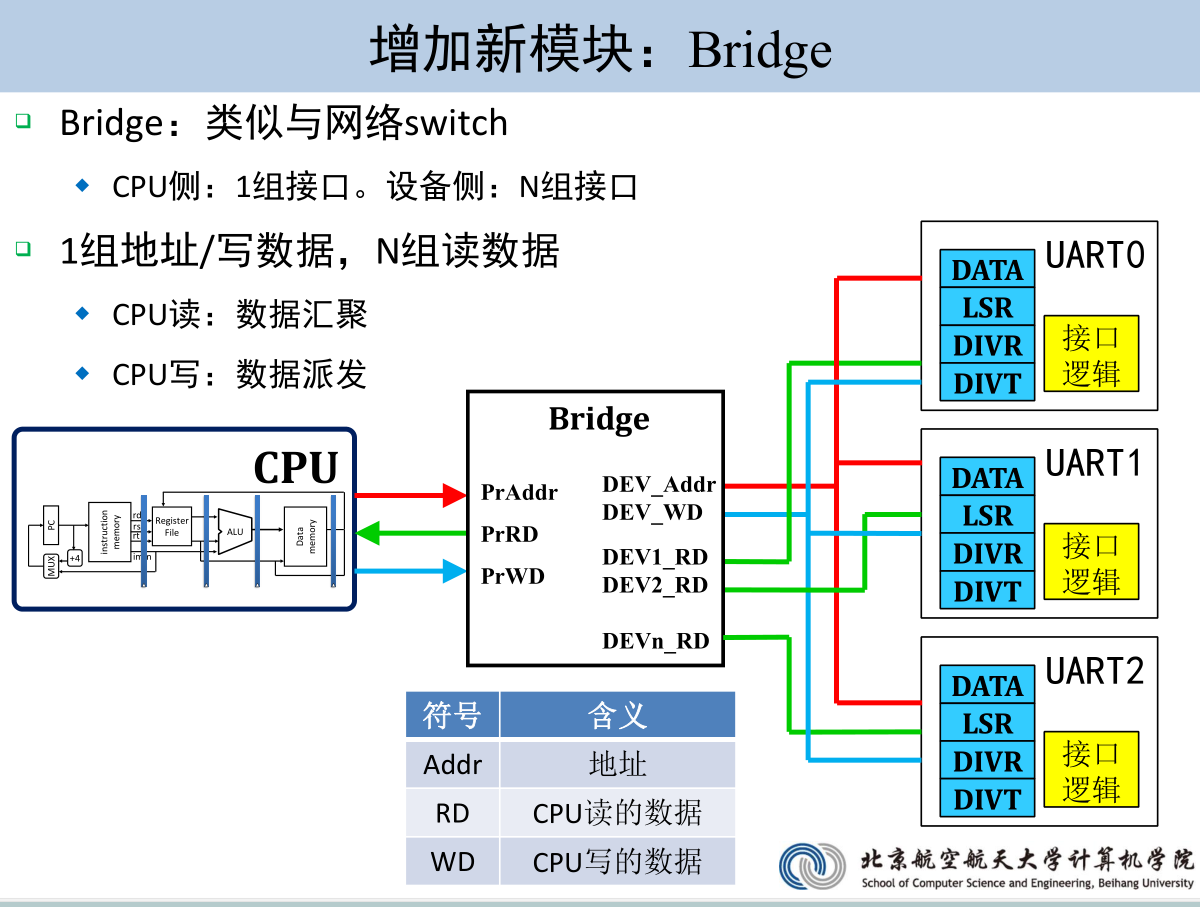 增加新模块：Bridge
Bridge：类似与网络switch
CPU侧：1组接口。设备侧：N组接口
1组地址/写数据，N组读数据
CPU读：数据汇聚
CPU写：数据派发
CPU
PC
MUX
+4
instruction
memory
rd
rs
rt
imm
Register
File
ALU
Data
memory
Bridge
PrAddr
PrRD
PrWD
DEV_Addr
DEV_WD
DEV1_RD
DEV2_RD
DEVn_RD
UART0
DATA
LSR
DIVR
DIVT
接口
逻辑
UART1
DATA
LSR
DIVR
DIVT
接口
逻辑
UART2
DATA
LSR
DIVR
DIVT
接口
逻辑
符号 含义
Addr 地址
RD CPU读的数据
WD CPU写的数据
北京航空航天大学计算机学院
School of Computer Science and Engineering, Beihang University